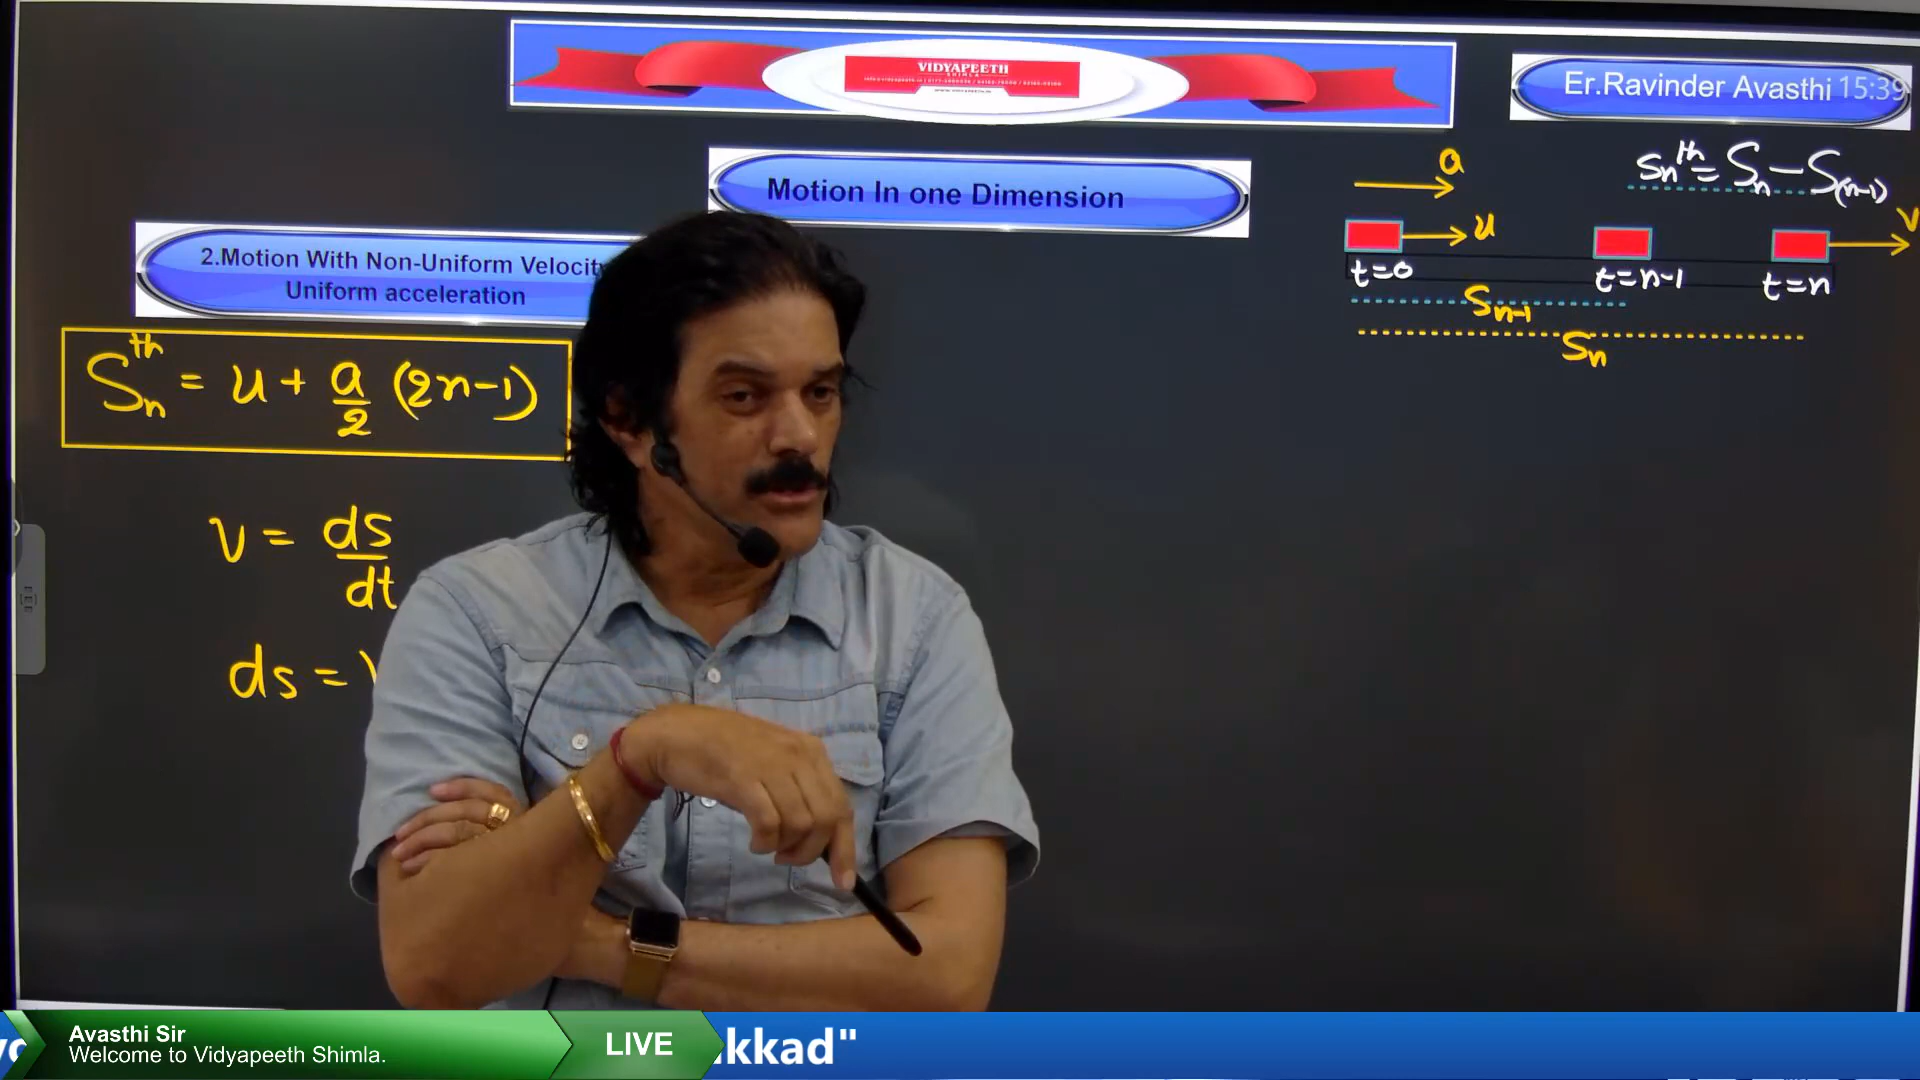 VIDYAPEETH
SHIMLA
Er.Ravinder Avasthi 15:39
Motion In one Dimension
2.Motion With Non-Uniform Velocity
Uniform acceleration
Sₙᵗʰ = u + a/2 (2n-1)
v = ds/dt
ds =
a
Sₙᵗʰ = Sₙ - S₍ₙ₋₁₎
u
v
t=0
t=n-1
t=n
Sₙ₋₁
Sₙ
Avasthi Sir
Welcome to Vidyapeeth Shimla.
LIVE
kkad"